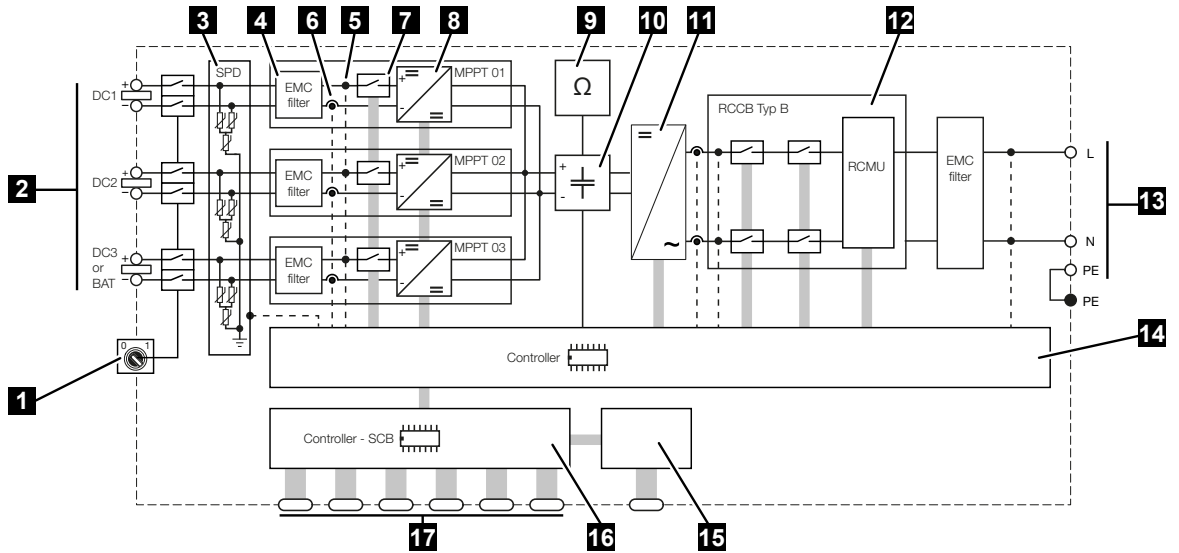 3
4
6
5
7
8
9
10
11
12
SPD
MPPT 01
EMC
filter
Ω
RCCB Typ B
DC1
+
−
+
-
=
=
MPPT 02
EMC
filter
2
DC2
+
−
+
-
=
=
+
-
=
~
RCMU
EMC
filter
L
13
MPPT 03
EMC
filter
DC3
or
BAT
+
−
+
-
=
=
N
PE
PE
0 1
1
Controller
14
Controller - SCB
17
16
15